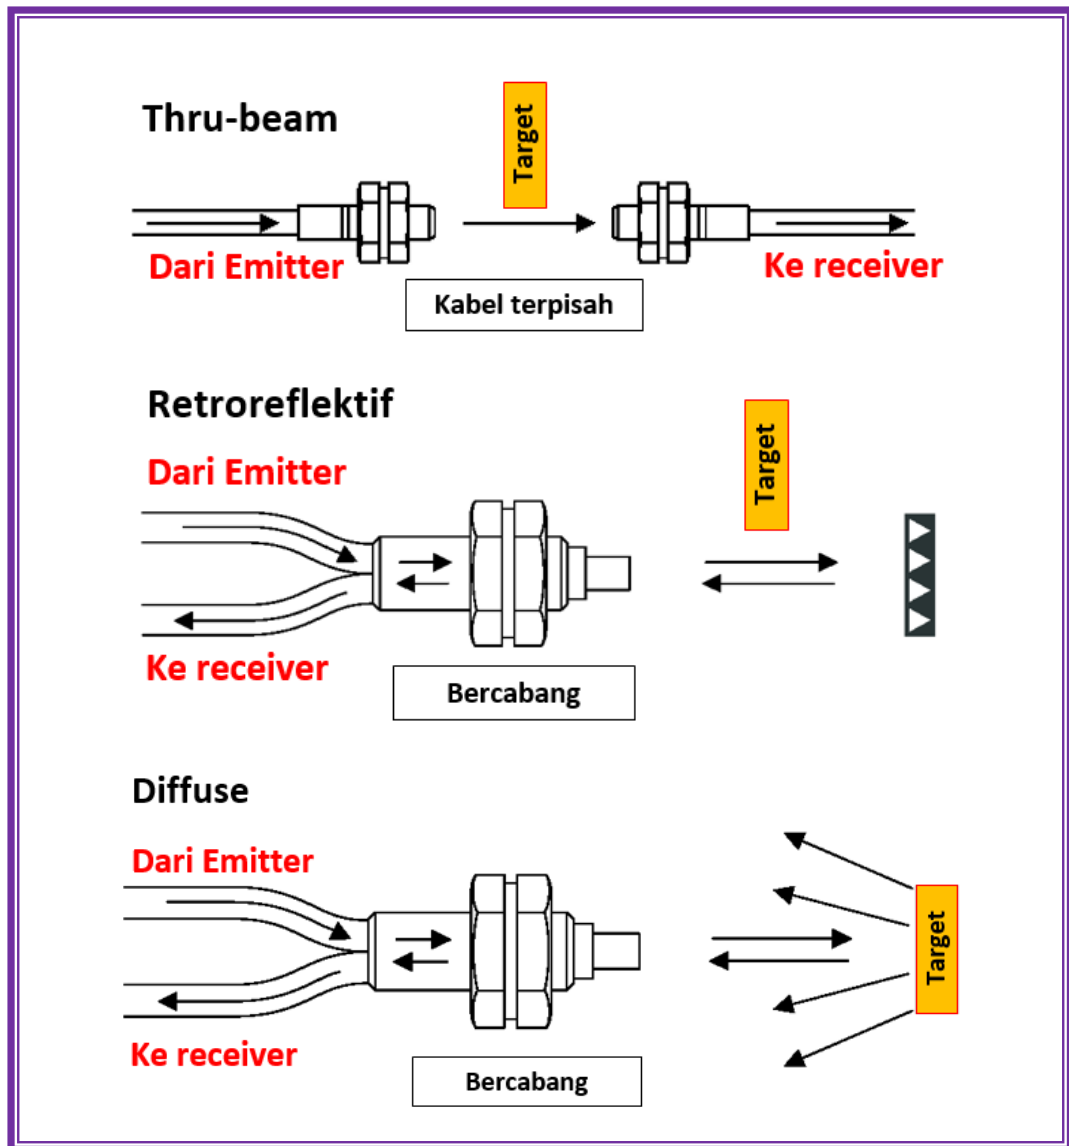 Thru-beam
Target
Dari Emitter
Ke receiver
Kabel terpisah
Retroreflektif
Target
Dari Emitter
Ke receiver
Bercabang
Diffuse
Dari Emitter
Target
Ke receiver
Bercabang